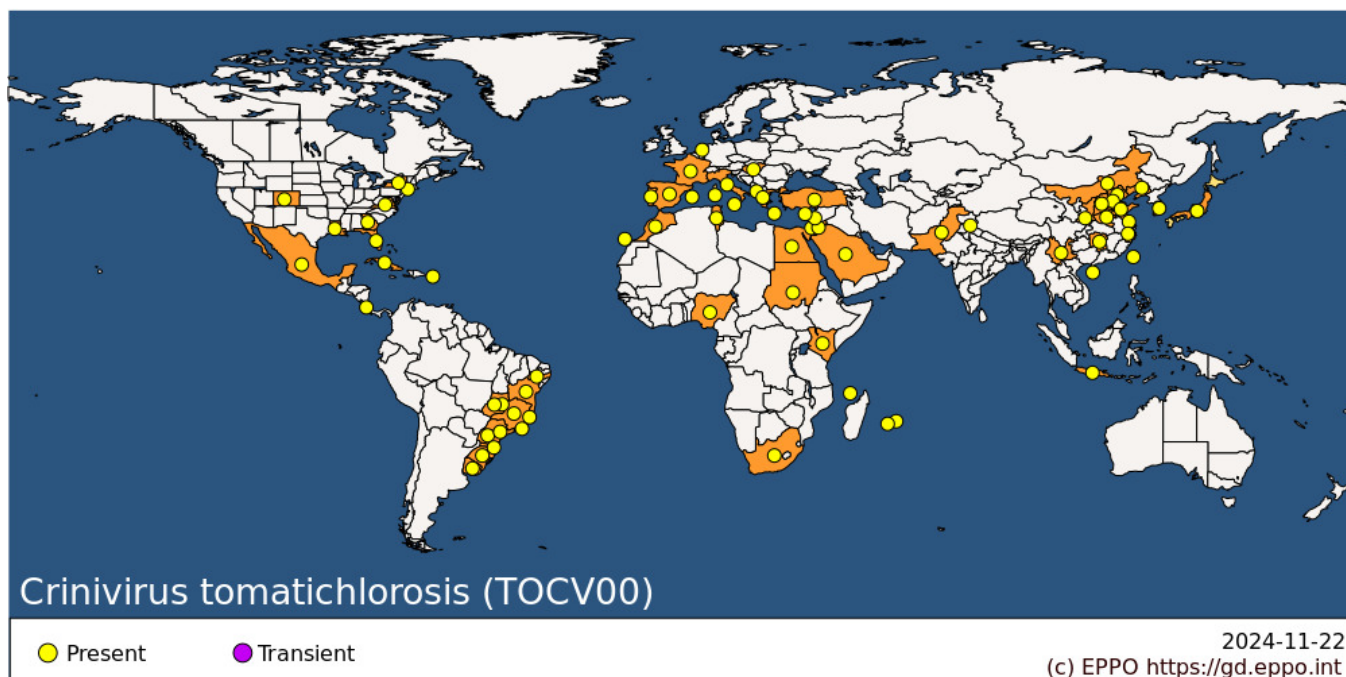 Crinivirus tomatichlorosis (TOCV00)
Present
Transient
2024-11-22
(c) EPPO https://gd.eppo.int